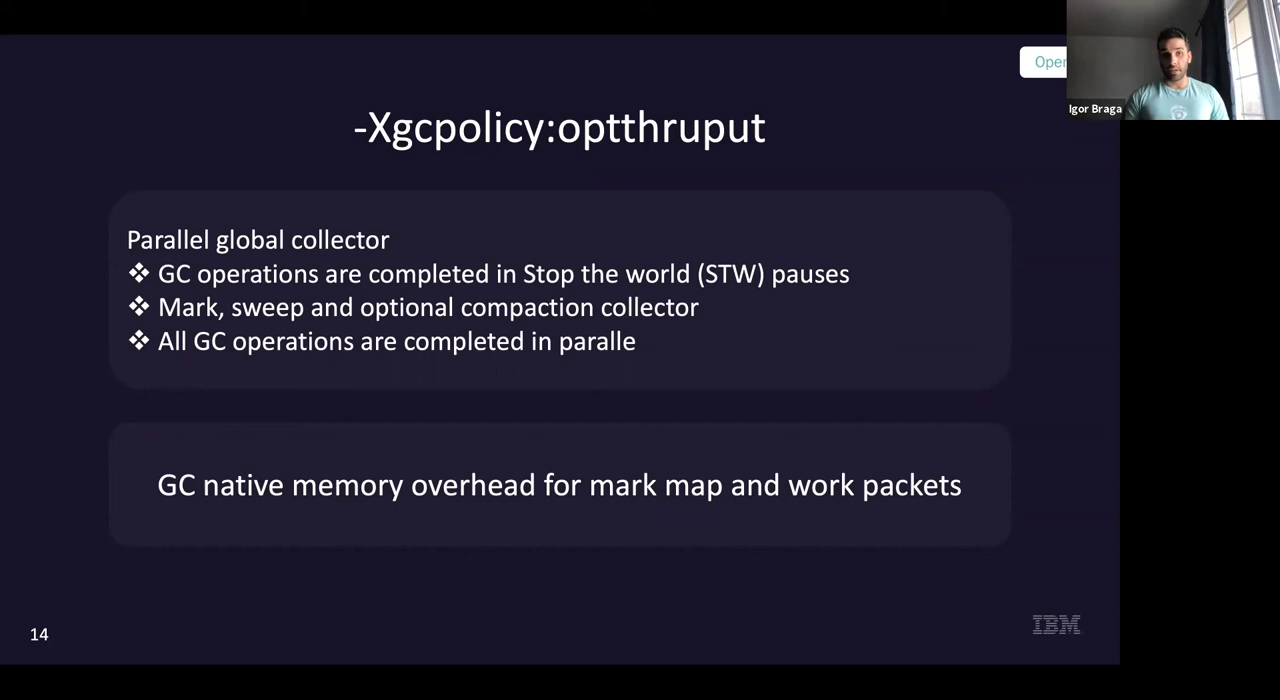 Oper
Igor Braga
-Xgcpolicy:optthruput
Parallel global collector
❖ GC operations are completed in Stop the world (STW) pauses
❖ Mark, sweep and optional compaction collector
❖ All GC operations are completed in paralle
GC native memory overhead for mark map and work packets
14
IBM